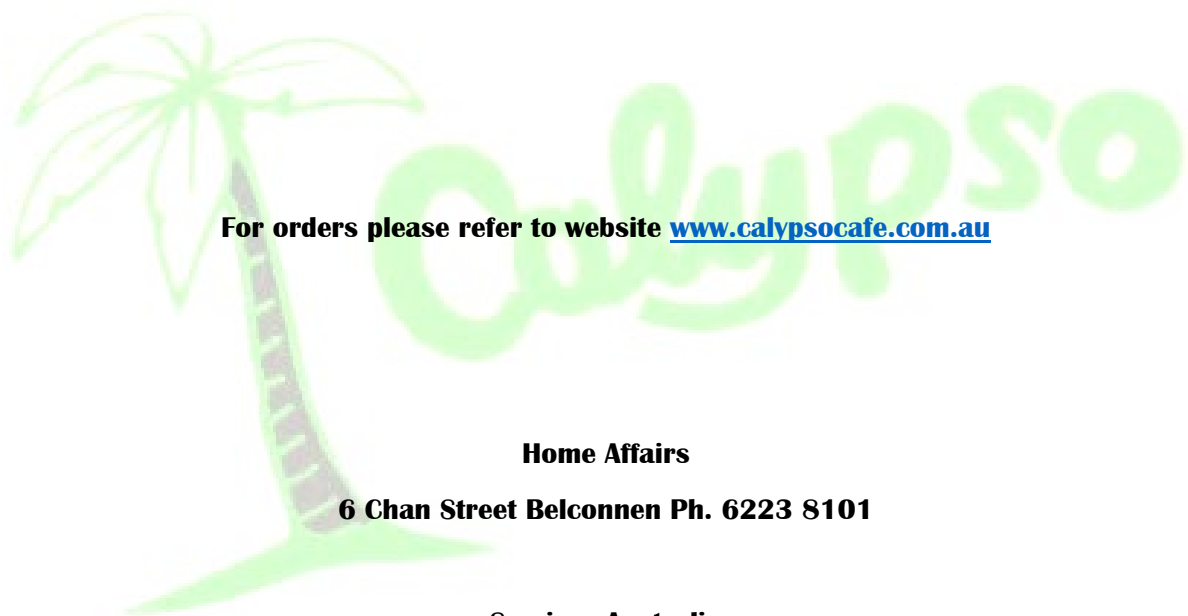 Calypso
For orders please refer to website www.calypsocafe.com.au
Home Affairs
6 Chan Street Belconnen Ph. 6223 8101